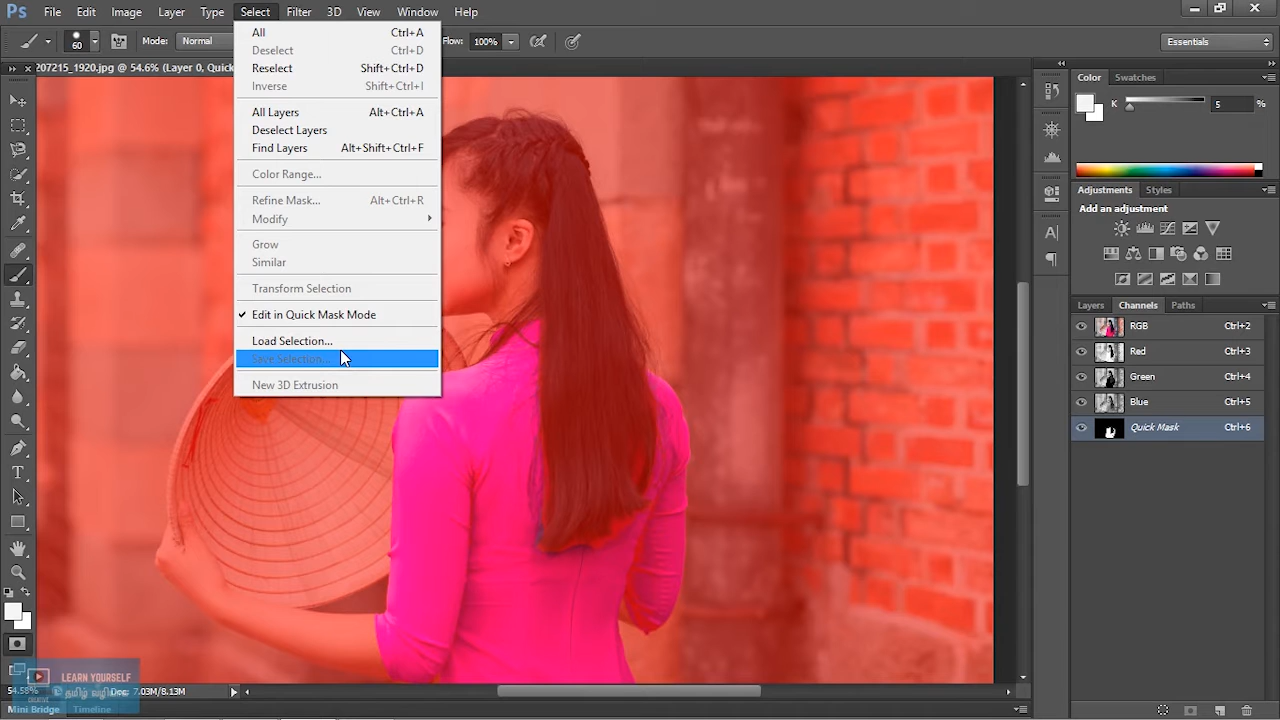 Ps File Edit Image Layer Type Select Filter 3D View Window Help
60 Mode: Normal Flow: 100% Essentials
207215_1920.jpg @ 54.6% (Layer 0, Quick
All Ctrl+A
Deselect Ctrl+D
Reselect Shift+Ctrl+D
Inverse Shift+Ctrl+I
All Layers Alt+Ctrl+A
Deselect Layers
Find Layers Alt+Shift+Ctrl+F
Color Range...
Refine Mask... Alt+Ctrl+R
Modify
Grow
Similar
Transform Selection
Edit in Quick Mask Mode
Load Selection...
Save Selection...
New 3D Extrusion
Color Swatches
K 5 %
Adjustments Styles
Add an adjustment
Layers Channels Paths
RGB Ctrl+2
Red Ctrl+3
Green Ctrl+4
Blue Ctrl+5
Quick Mask Ctrl+6
LEARN YOURSELF
தமிழ் வழி
CREATIVE
54.58% Doc: 7.03M/8.13M
Mini Bridge Timeline